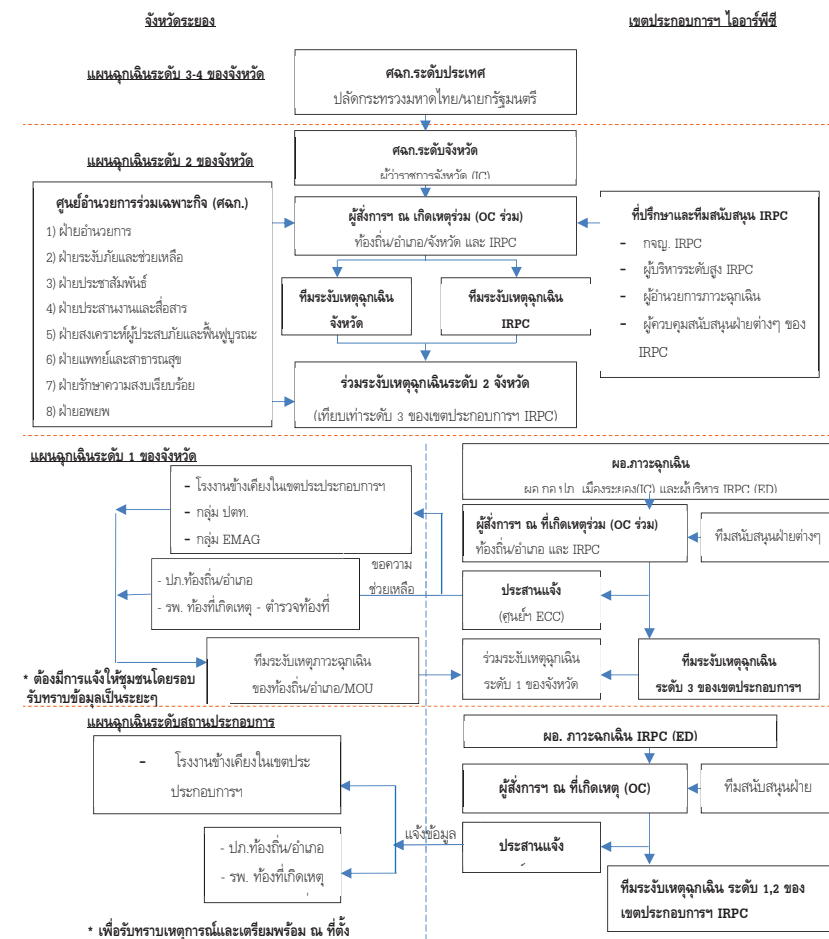 จังหวัดระยอง
เขตประกอบการฯ ไออาร์พีซี
แผนฉุกเฉินระดับ 3-4 ของจังหวัด
ศฉก.ระดับประเทศ
ปลัดกระทรวงมหาดไทย/นายกรัฐมนตรี
แผนฉุกเฉินระดับ 2 ของจังหวัด
ศฉก.ระดับจังหวัด
ผู้ว่าราชการจังหวัด (IC)
ศูนย์อำนวยการร่วมเฉพาะกิจ (ศฉก.)
1) ฝ่ายอำนวยการ
2) ฝ่ายระงับภัยและช่วยเหลือ
3) ฝ่ายประชาสัมพันธ์
4) ฝ่ายประสานงานและสื่อสาร
5) ฝ่ายสงเคราะห์ผู้ประสบภัยและฟื้นฟูบูรณะ
6) ฝ่ายแพทย์และสาธารณสุข
7) ฝ่ายรักษาความสงบเรียบร้อย
8) ฝ่ายอพยพ
ผู้สั่งการฯ ณ เกิดเหตุร่วม (OC ร่วม)
ท้องถิ่น/อำเภอ/จังหวัด และ IRPC
ที่ปรึกษาและทีมสนับสนุน IRPC
- กจญ. IRPC
- ผู้บริหารระดับสูง IRPC
- ผู้อำนวยการภาวะฉุกเฉิน
- ผู้ควบคุมสนับสนุนฝ่ายต่างๆ ของ
IRPC
ทีมระงับเหตุฉุกเฉิน
จังหวัด
ทีมระงับเหตุฉุกเฉิน
IRPC
ร่วมระงับเหตุฉุกเฉินระดับ 2 จังหวัด
(เทียบเท่าระดับ 3 ของเขตประกอบการฯ IRPC)
แผนฉุกเฉินระดับ 1 ของจังหวัด
- โรงงานข้างเคียงในเขตประประกอบการฯ
- กลุ่ม ปตท.
- กลุ่ม EMAG
ผอ.ภาวะฉุกเฉิน
เมืองระยอง(IC) และผู้บริหาร IRPC (ED)
ผู้สั่งการฯ ณ ที่เกิดเหตุร่วม (OC ร่วม)
ท้องถิ่น/อำเภอ และ IRPC
ทีมสนับสนุนฝ่ายต่างๆ
ขอความ
ช่วยเหลือ
- ปภ.ท้องถิ่น/อำเภอ
- รพ. ท้องที่เกิดเหตุ - ตำรวจท้องที่
ประสานแจ้ง
(ศูนย์ฯ ECC)
ทีมระงับเหตุภาวะฉุกเฉิน
ของท้องถิ่น/อำเภอ/MOU
ร่วมระงับเหตุฉุกเฉิน
ระดับ 1 ของจังหวัด
ทีมระงับเหตุฉุกเฉิน
ระดับ 3 ของเขตประกอบการฯ
* ต้องมีการแจ้งให้ชุมชนโดยรอบ
รับทราบข้อมูลเป็นระยะๆ
แผนฉุกเฉินระดับสถานประกอบการ
- โรงงานข้างเคียงในเขตประ
ประกอบการฯ
ผอ. ภาวะฉุกเฉิน IRPC (ED)
ผู้สั่งการฯ ณ ที่เกิดเหตุ (OC)
ทีมสนับสนุนฝ่าย
แจ้งข้อมูล
ประสานแจ้ง
- ปภ.ท้องถิ่น/อำเภอ
- รพ. ท้องที่เกิดเหตุ
ทีมระงับเหตุฉุกเฉิน ระดับ 1,2 ของ
เขตประกอบการฯ IRPC
* เพื่อรับทราบเหตุการณ์และเตรียมพร้อม ณ ที่ตั้ง